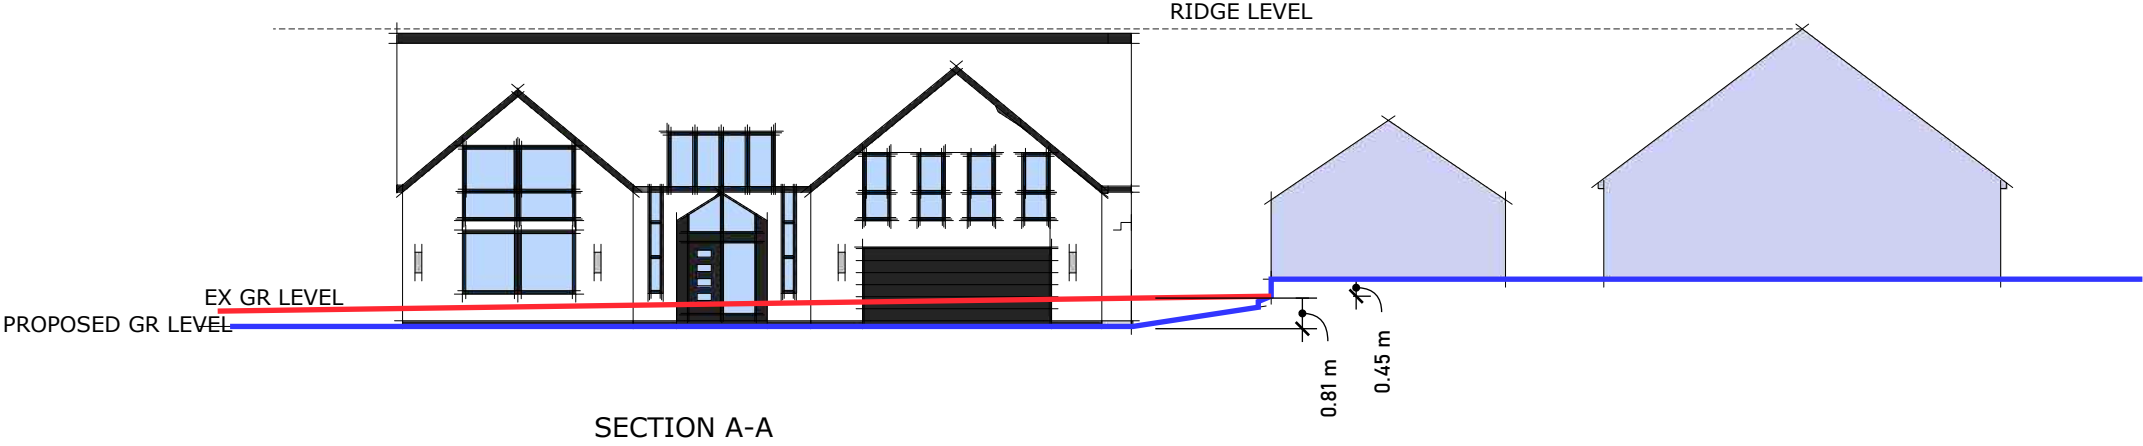 RIDGE LEVEL
EX GR LEVEL
PROPOSED GR LEVEL
0.81 m
0.45 m
SECTION A-A